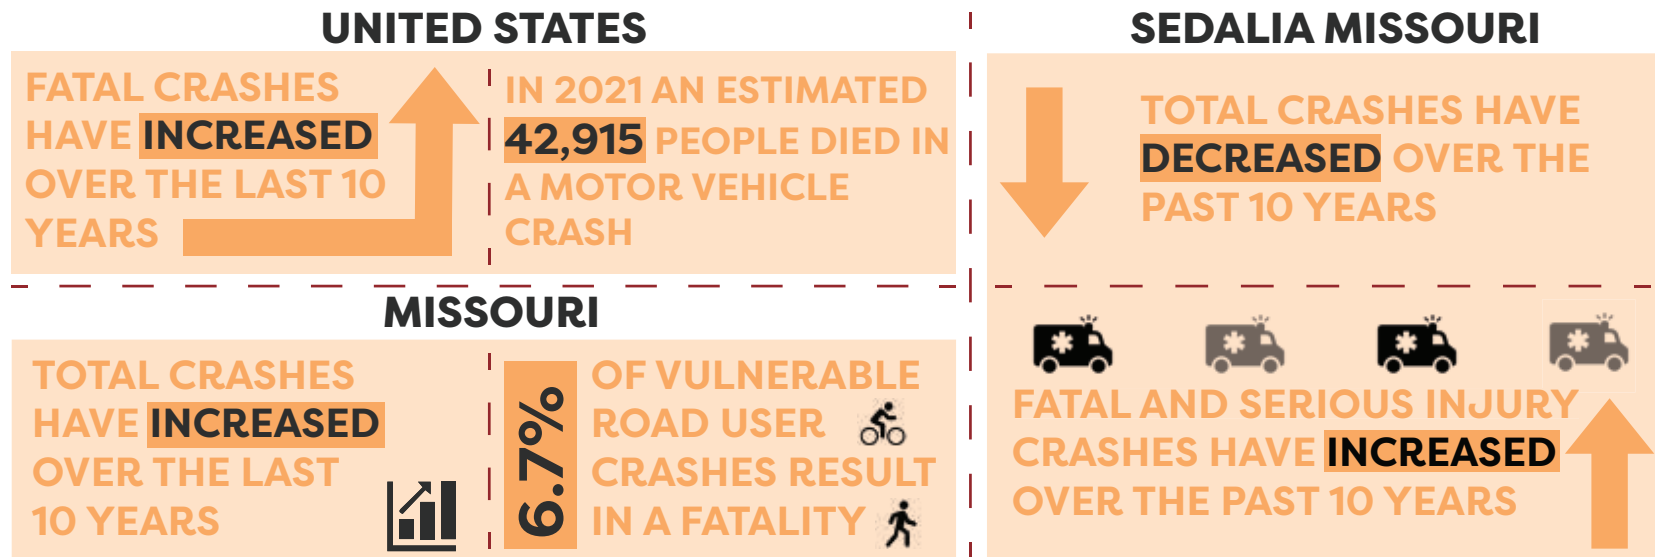 UNITED STATES
FATAL CRASHES
HAVE INCREASED
OVER THE LAST 10
YEARS
IN 2021 AN ESTIMATED
42,915 PEOPLE DIED IN
A MOTOR VEHICLE
CRASH
MISSOURI
TOTAL CRASHES
HAVE INCREASED
OVER THE LAST
10 YEARS
6.7%
OF VULNERABLE
ROAD USER
CRASHES RESULT
IN A FATALITY
SEDALIA MISSOURI
TOTAL CRASHES HAVE
DECREASED OVER THE
PAST 10 YEARS
FATAL AND SERIOUS INJURY
CRASHES HAVE INCREASED
OVER THE PAST 10 YEARS